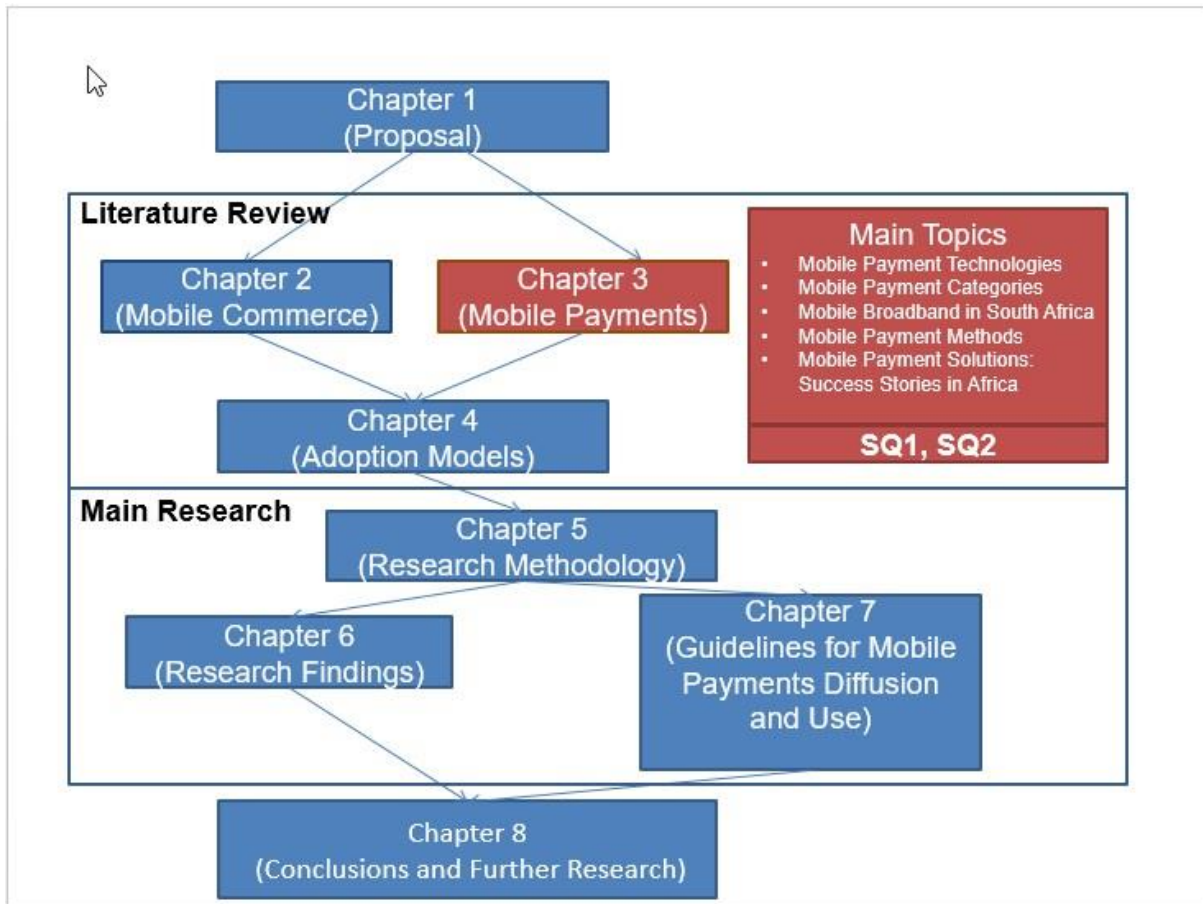 Chapter 1
(Proposal)
Literature Review
Chapter 2
(Mobile Commerce)
Chapter 3
(Mobile Payments)
Main Topics
• Mobile Payment Technologies
• Mobile Payment Categories
• Mobile Broadband in South Africa
• Mobile Payment Methods
• Mobile Payment Solutions:
Success Stories in Africa
SQ1, SQ2
Chapter 4
(Adoption Models)
Main Research
Chapter 5
(Research Methodology)
Chapter 6
(Research Findings)
Chapter 7
(Guidelines for Mobile
Payments Diffusion
and Use)
Chapter 8
(Conclusions and Further Research)